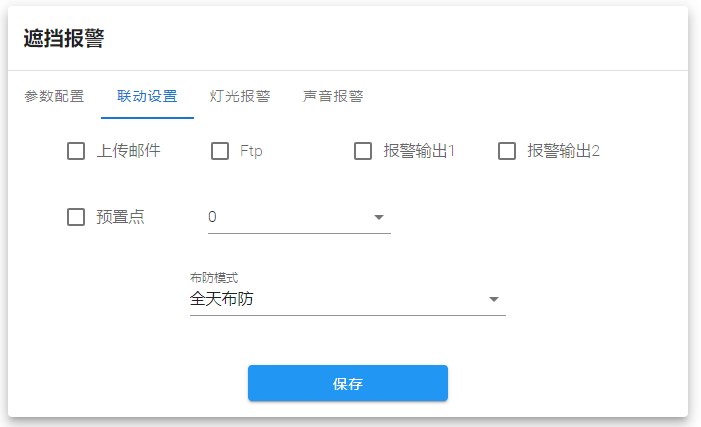 遮挡报警
参数配置 联动设置 灯光报警 声音报警
上传邮件 Ftp 报警输出1 报警输出2
预置点 0
布防模式
全天布防
保存